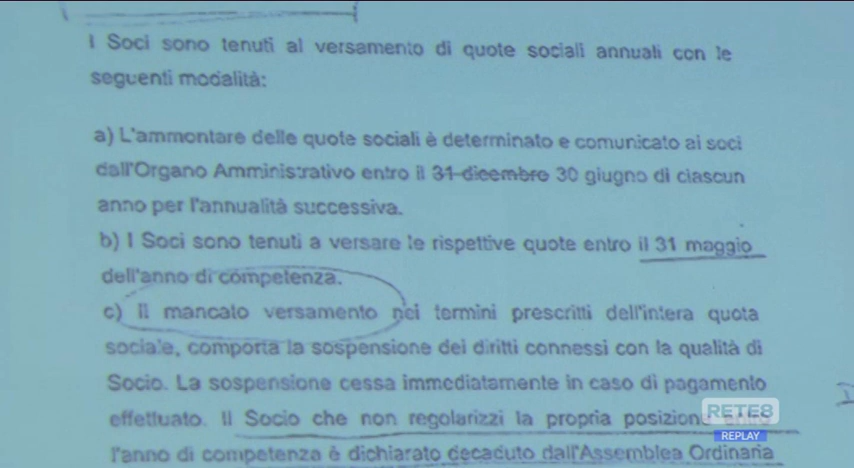 I Soci sono tenuti al versamento di quote sociali annuali con le
seguenti modalità:
a) L'ammontare delle quote sociali è determinato e comunicato ai soci
dall'Organo Amministrativo entro il 31 dicembre 30 giugno di ciascun
anno per l'annualità successiva.
b) I Soci sono tenuti a versare le rispettive quote entro il 31 maggio
dell'anno di competenza.
c) Il mancato versamento nei termini prescritti dell'intera quota
sociale, comporta la sospensione dei diritti connessi con la qualità di
Socio. La sospensione cessa immediatamente in caso di pagamento
effettuato. Il Socio che non regolarizzi la propria posizione
l'anno di competenza è dichiarato decaduto dall'Assemblea Ordinaria
RETE8
REPLAY